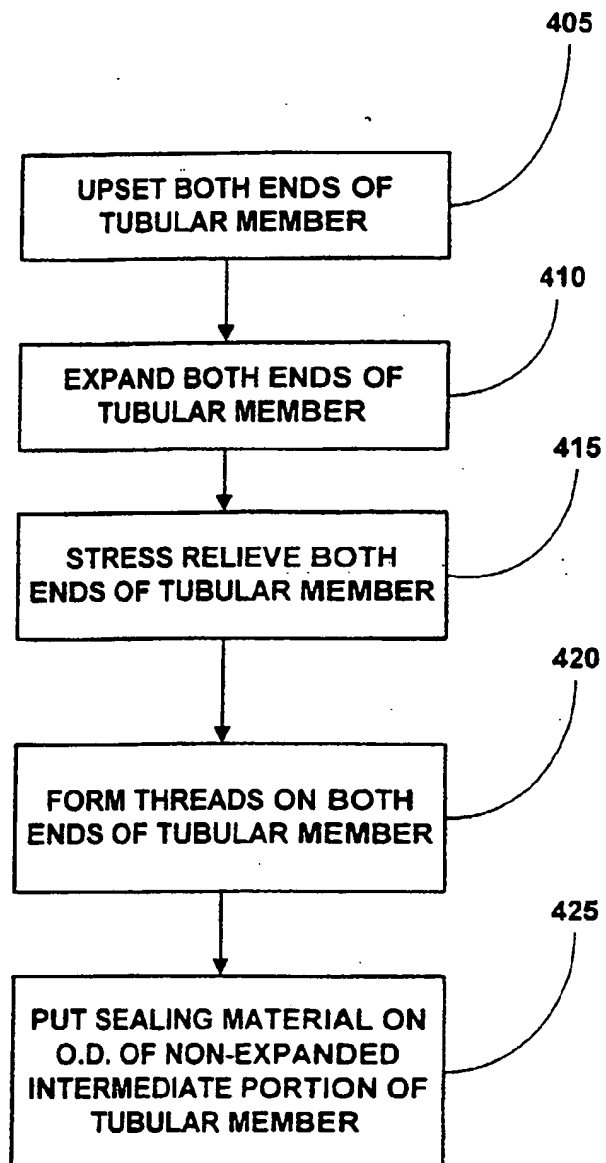 405
UPSET BOTH ENDS OF
TUBULAR MEMBER
410
EXPAND BOTH ENDS OF
TUBULAR MEMBER
415
STRESS RELIEVE BOTH
ENDS OF TUBULAR MEMBER
420
FORM THREADS ON BOTH
ENDS OF TUBULAR MEMBER
425
PUT SEALING MATERIAL ON
O.D. OF NON-EXPANDED
INTERMEDIATE PORTION OF
TUBULAR MEMBER